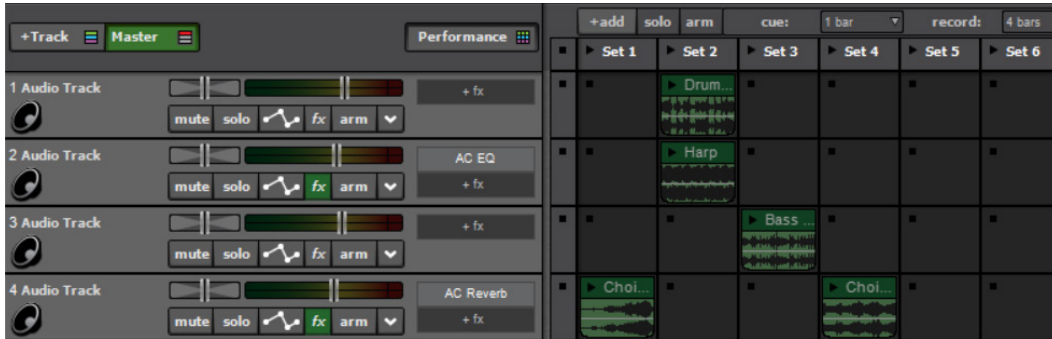 +add solo arm cue: 1 bar record: 4 bars
+Track Master Performance
Set 1 Set 2 Set 3 Set 4 Set 5 Set 6
1 Audio Track + fx Drum...
mute solo fx arm
2 Audio Track AC EQ Harp
mute solo fx arm + fx
3 Audio Track + fx Bass ...
mute solo fx arm
4 Audio Track AC Reverb Choi... Choi...
mute solo fx arm + fx